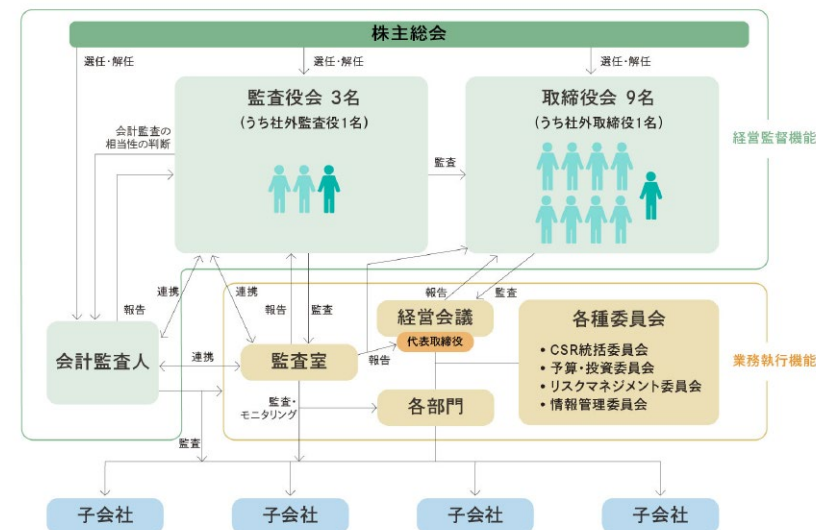 株主総会
選任・解任
選任・解任
選任・解任
監査役会 3名
(うち社外監査役1名)
取締役会 9名
(うち社外取締役1名)
会計監査の
相当性の判断
監査
経営監督機能
連携
連携
報告
報告
監査
報告
監査
経営会議
代表取締役
各種委員会
• CSR統括委員会
• 予算・投資委員会
• リスクマネジメント委員会
• 情報管理委員会
業務執行機能
会計監査人
連携
監査室
報告
監査・
モニタリング
各部門
監査
子会社
子会社
子会社
子会社